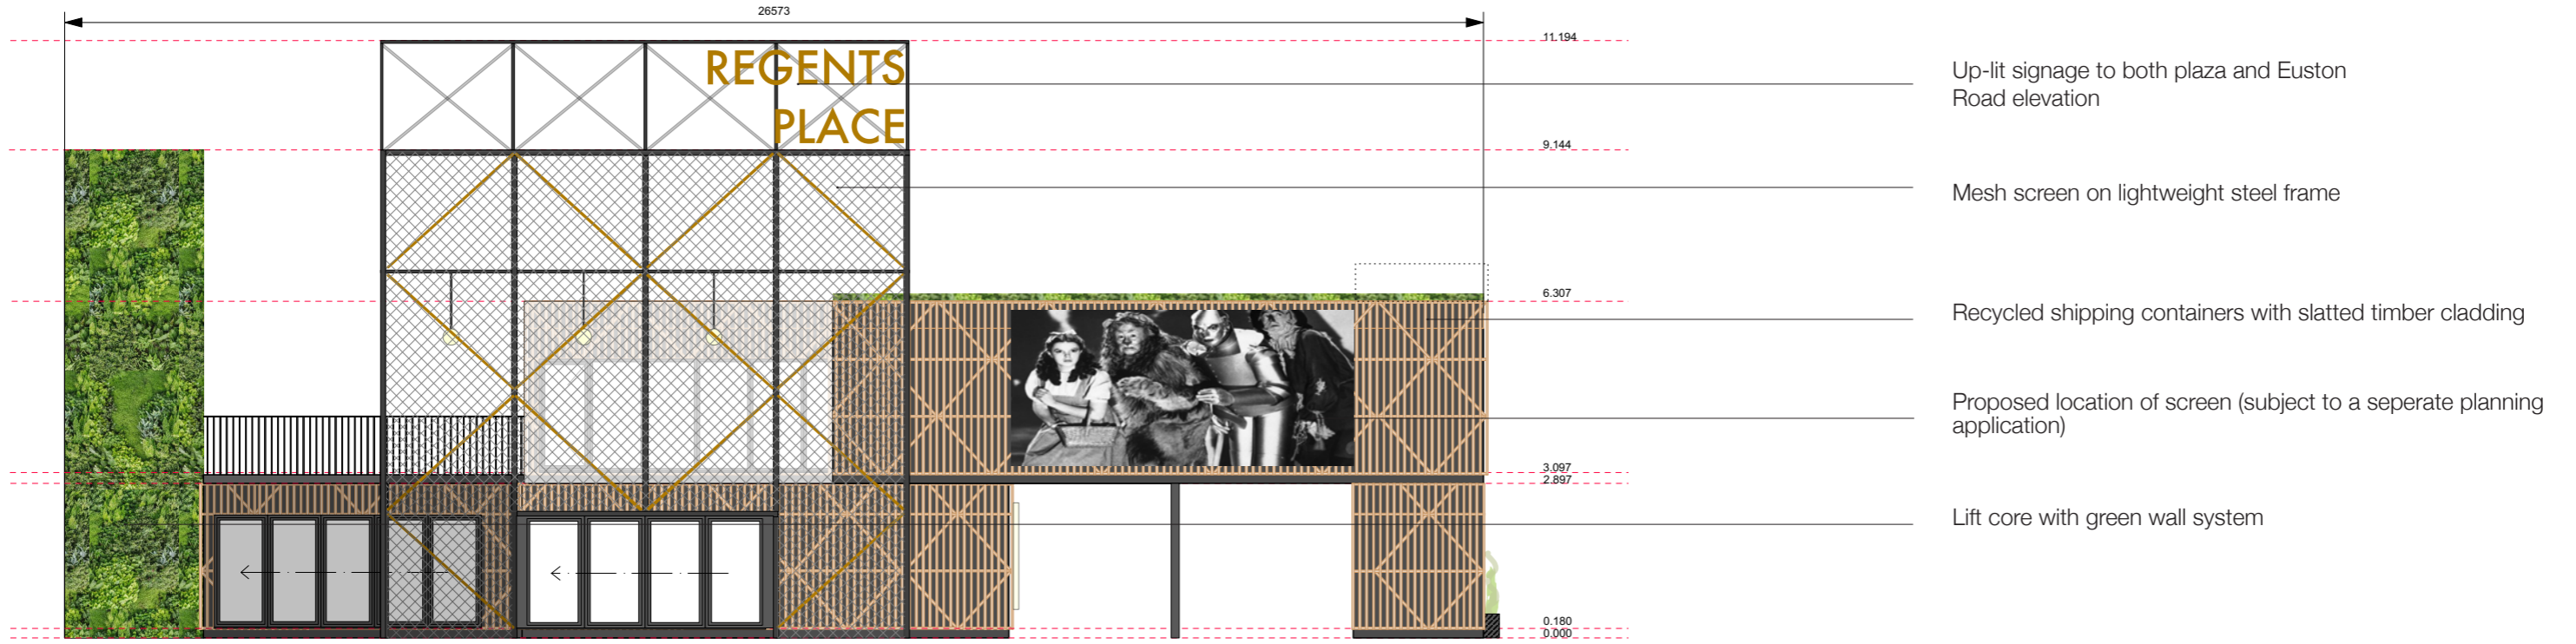 26573
11.194
REGENTS
PLACE
Up-lit signage to both plaza and Euston
Road elevation
9.144
Mesh screen on lightweight steel frame
6.307
Recycled shipping containers with slatted timber cladding
Proposed location of screen (subject to a seperate planning
application)
3.097
2.897
Lift core with green wall system
0.180
0.000